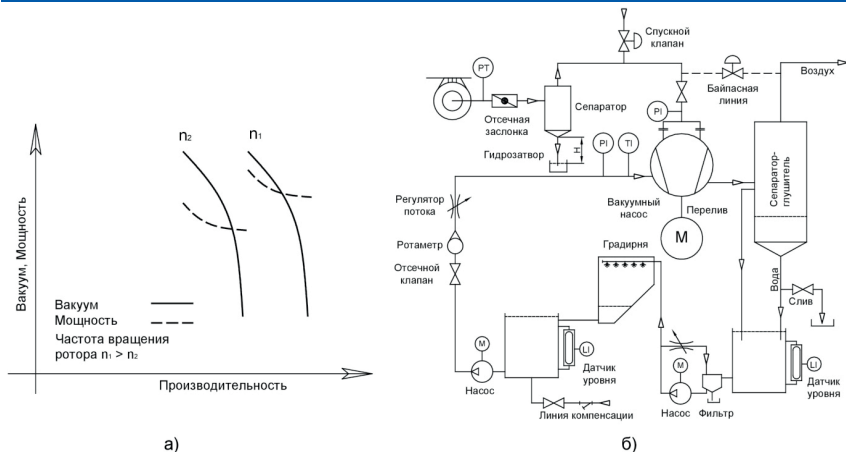 Вакуум, Мощность
n₂
n₁
Вакуум
Мощность
Частота вращения
ротора n₁ > n₂
Производительность
а)
Спускной
клапан
PT
Сепаратор
Отсечная
заслонка
Гидрозатвор
H
PI
Байпасная
линия
Воздух
PI
TI
Регулятор
потока
Вакуумный
насос
Перелив
M
Сепаратор-
глушитель
Ротаметр
Отсечной
клапан
Градирня
Вода
Слив
M
LI
Насос
Датчик
уровня
Линия компенсации
M
Насос
Фильтр
LI
Датчик
уровня
б)